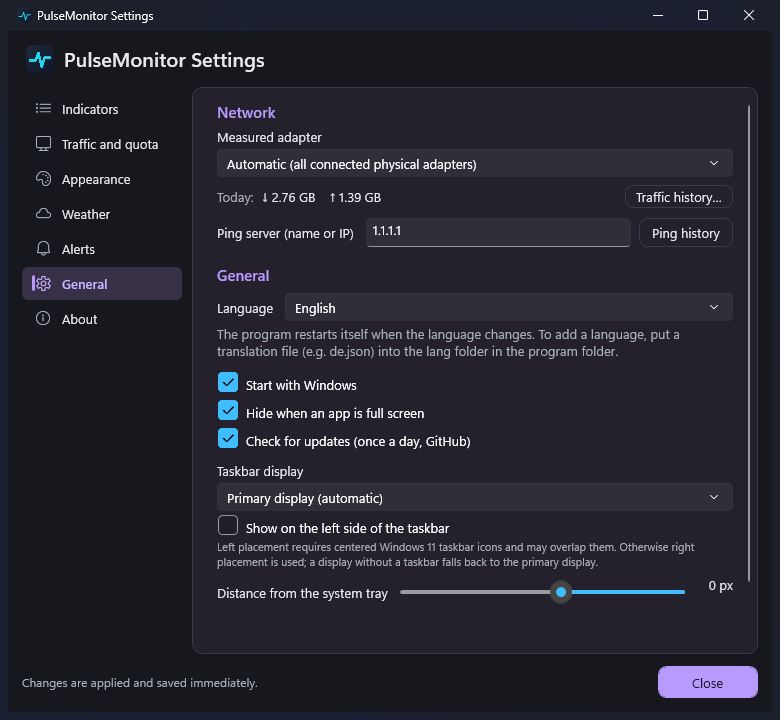 PulseMonitor Settings
PulseMonitor Settings
Indicators
Traffic and quota
Appearance
Weather
Alerts
General
About
Network
Measured adapter
Automatic (all connected physical adapters)
Today: ↓ 2.76 GB ↑ 1.39 GB
Traffic history...
Ping server (name or IP) 1.1.1.1 Ping history
General
Language English
The program restarts itself when the language changes. To add a language, put a
translation file (e.g. de.json) into the lang folder in the program folder.
Start with Windows
Hide when an app is full screen
Check for updates (once a day, GitHub)
Taskbar display
Primary display (automatic)
Show on the left side of the taskbar
Left placement requires centered Windows 11 taskbar icons and may overlap them. Otherwise right
placement is used; a display without a taskbar falls back to the primary display.
Distance from the system tray 0 px
Changes are applied and saved immediately.
Close